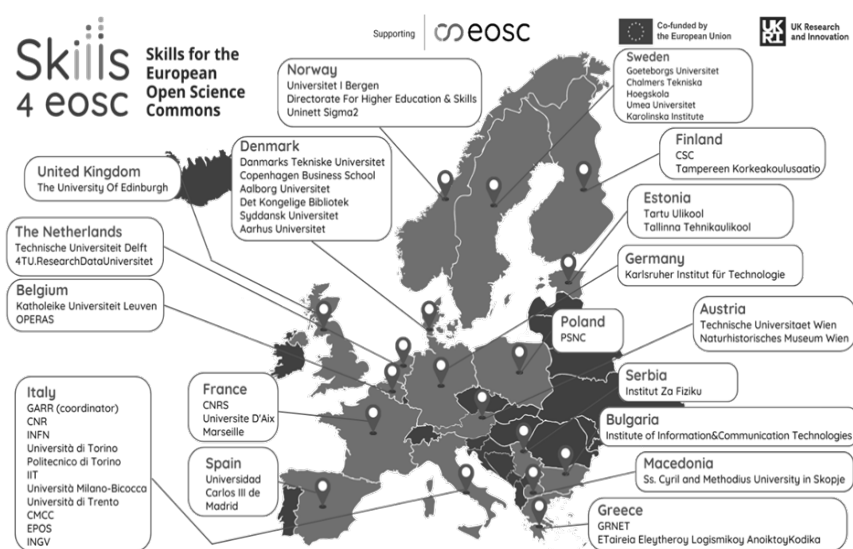 Skills
4 eosc
Skills for the
European
Open Science
Commons
Supporting
eosc
Co-funded by
the European Union
UK
RI
UK Research
and Innovation
Norway
Universitet I Bergen
Directorate For Higher Education & Skills
Uninett Sigma2
Sweden
Goeteborgs Universitet
Chalmers Tekniska
Hoegskola
Umea Universitet
Karolinska Institute
Denmark
Danmarks Tekniske Universitet
Copenhagen Business School
Aalborg Universitet
Det Kongelige Bibliotek
Syddansk Universitet
Aarhus Universitet
Finland
CSC
Tampereen Korkeakoulusaatio
United Kingdom
The University Of Edinburgh
Estonia
Tartu Ulikool
Tallinna Tehnikaulikool
The Netherlands
Technische Universiteit Delft
4TU.ResearchDataUniversitet
Germany
Karlsruher Institut für Technologie
Belgium
Katholeike Universiteit Leuven
OPERAS
Austria
Technische Universitaet Wien
Naturhistorisches Museum Wien
Poland
PSNC
Serbia
Institut Za Fiziku
Italy
GARR (coordinator)
CNR
INFN
Università di Torino
Politecnico di Torino
IIT
Università Milano-Bicocca
Università di Trento
CMCC
EPOS
INGV
France
CNRS
Universite D'Aix
Marseille
Bulgaria
Institute of Information&Communication Technologies
Spain
Universidad
Carlos III de
Madrid
Macedonia
Ss. Cyril and Methodius University in Skopje
Greece
GRNET
ETaireia Eleytheroy Logismikoy AnoiktoyKodika